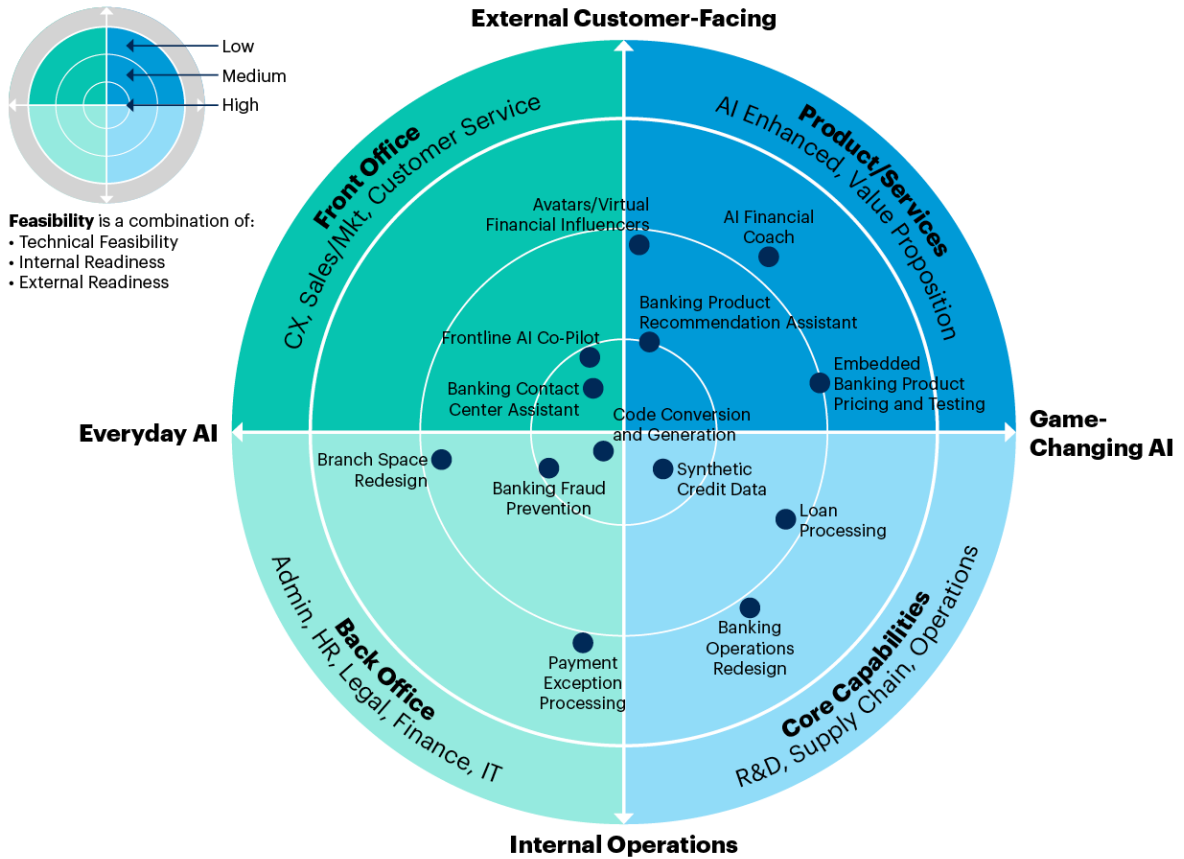 External Customer-Facing
Low
Medium
High
Feasibility is a combination of:
• Technical Feasibility
• Internal Readiness
• External Readiness
Front Office
CX, Sales/Mkt, Customer Service
Product/Services
AI Enhanced, Value Proposition
Avatars/Virtual
Financial Influencers
AI Financial
Coach
Banking Product
Recommendation Assistant
Frontline AI Co-Pilot
Banking Contact
Center Assistant
Embedded
Banking Product
Pricing and Testing
Code Conversion
and Generation
Everyday AI
Game-
Changing AI
Branch Space
Redesign
Banking Fraud
Prevention
Synthetic
Credit Data
Loan
Processing
Banking
Operations
Redesign
Payment
Exception
Processing
Back Office
Admin, HR, Legal, Finance, IT
Core Capabilities
R&D, Supply Chain, Operations
Internal Operations